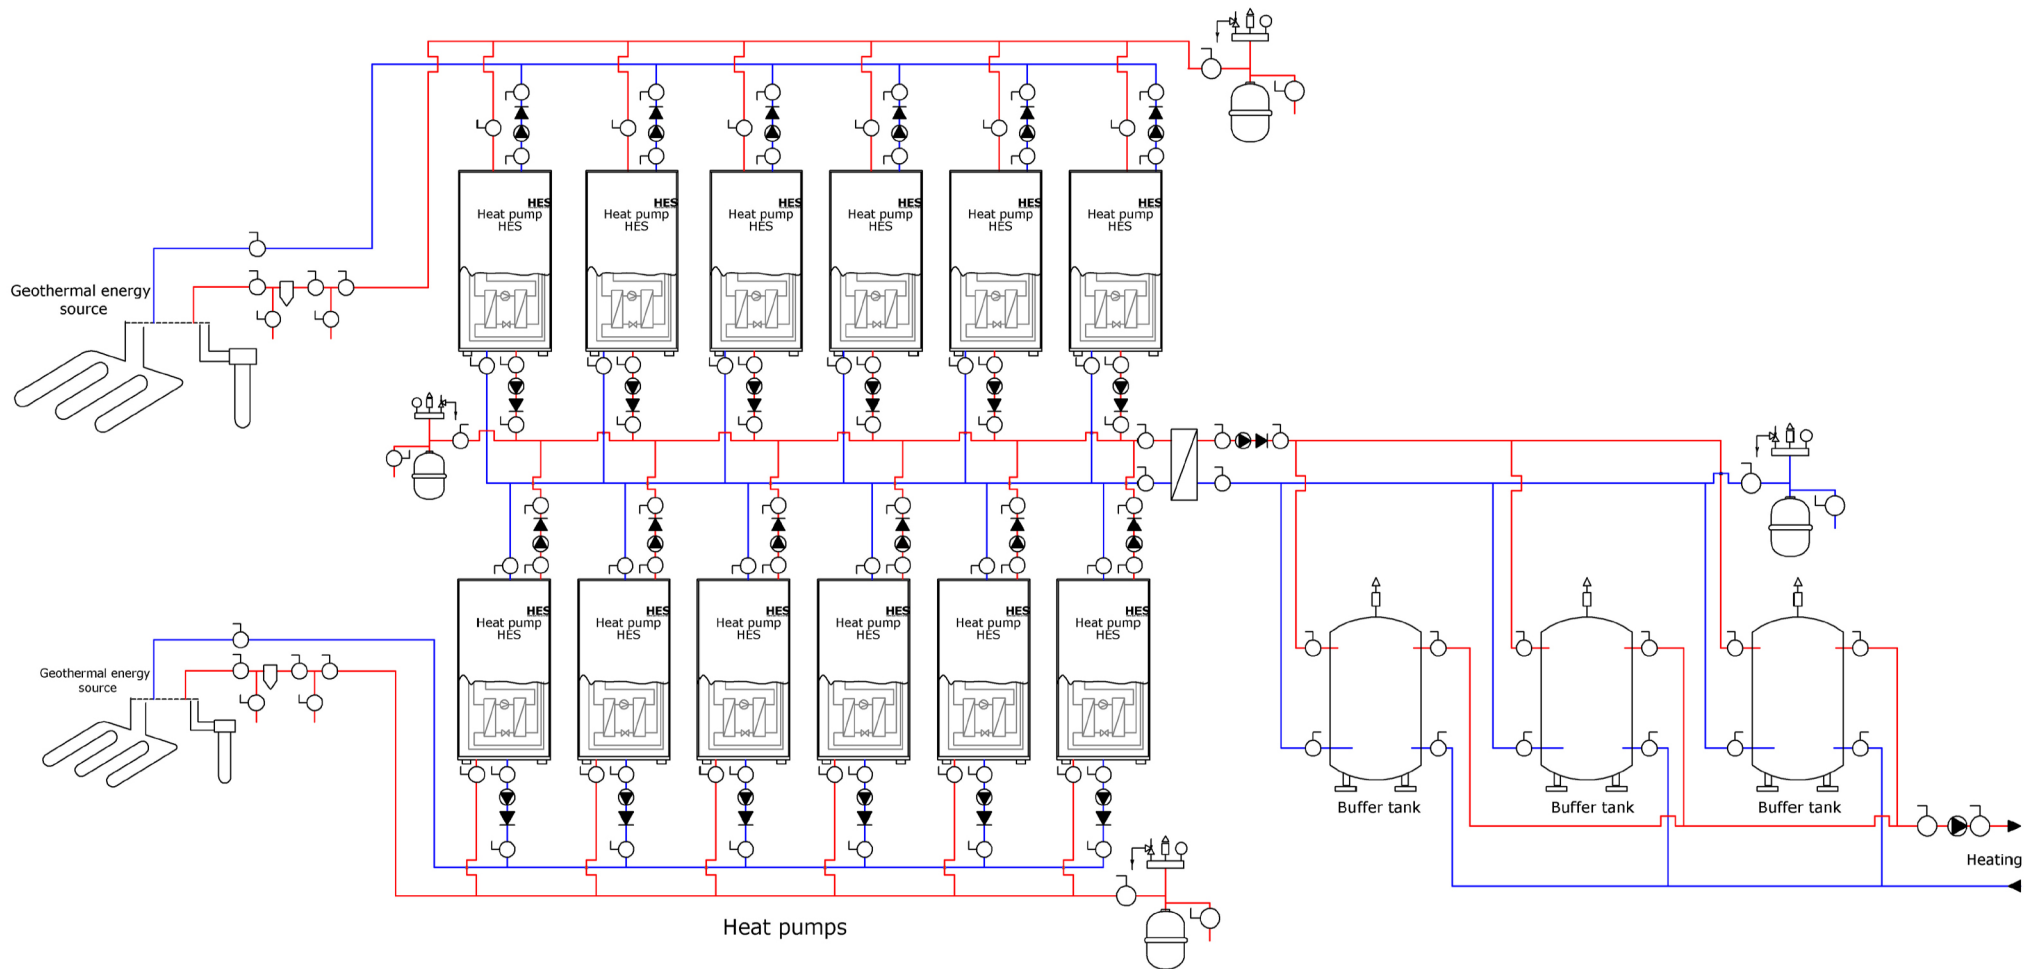 HES
Heat pump
HES
HES
Heat pump
HES
HES
Heat pump
HES
HES
Heat pump
HES
HES
Heat pump
HES
HES
Heat pump
HES
Geothermal energy
source
HES
Heat pump
HES
HES
Heat pump
HES
HES
Heat pump
HES
HES
Heat pump
HES
HES
Heat pump
HES
HES
Heat pump
HES
Geothermal energy
source
Buffer tank
Buffer tank
Buffer tank
Heating
Heat pumps